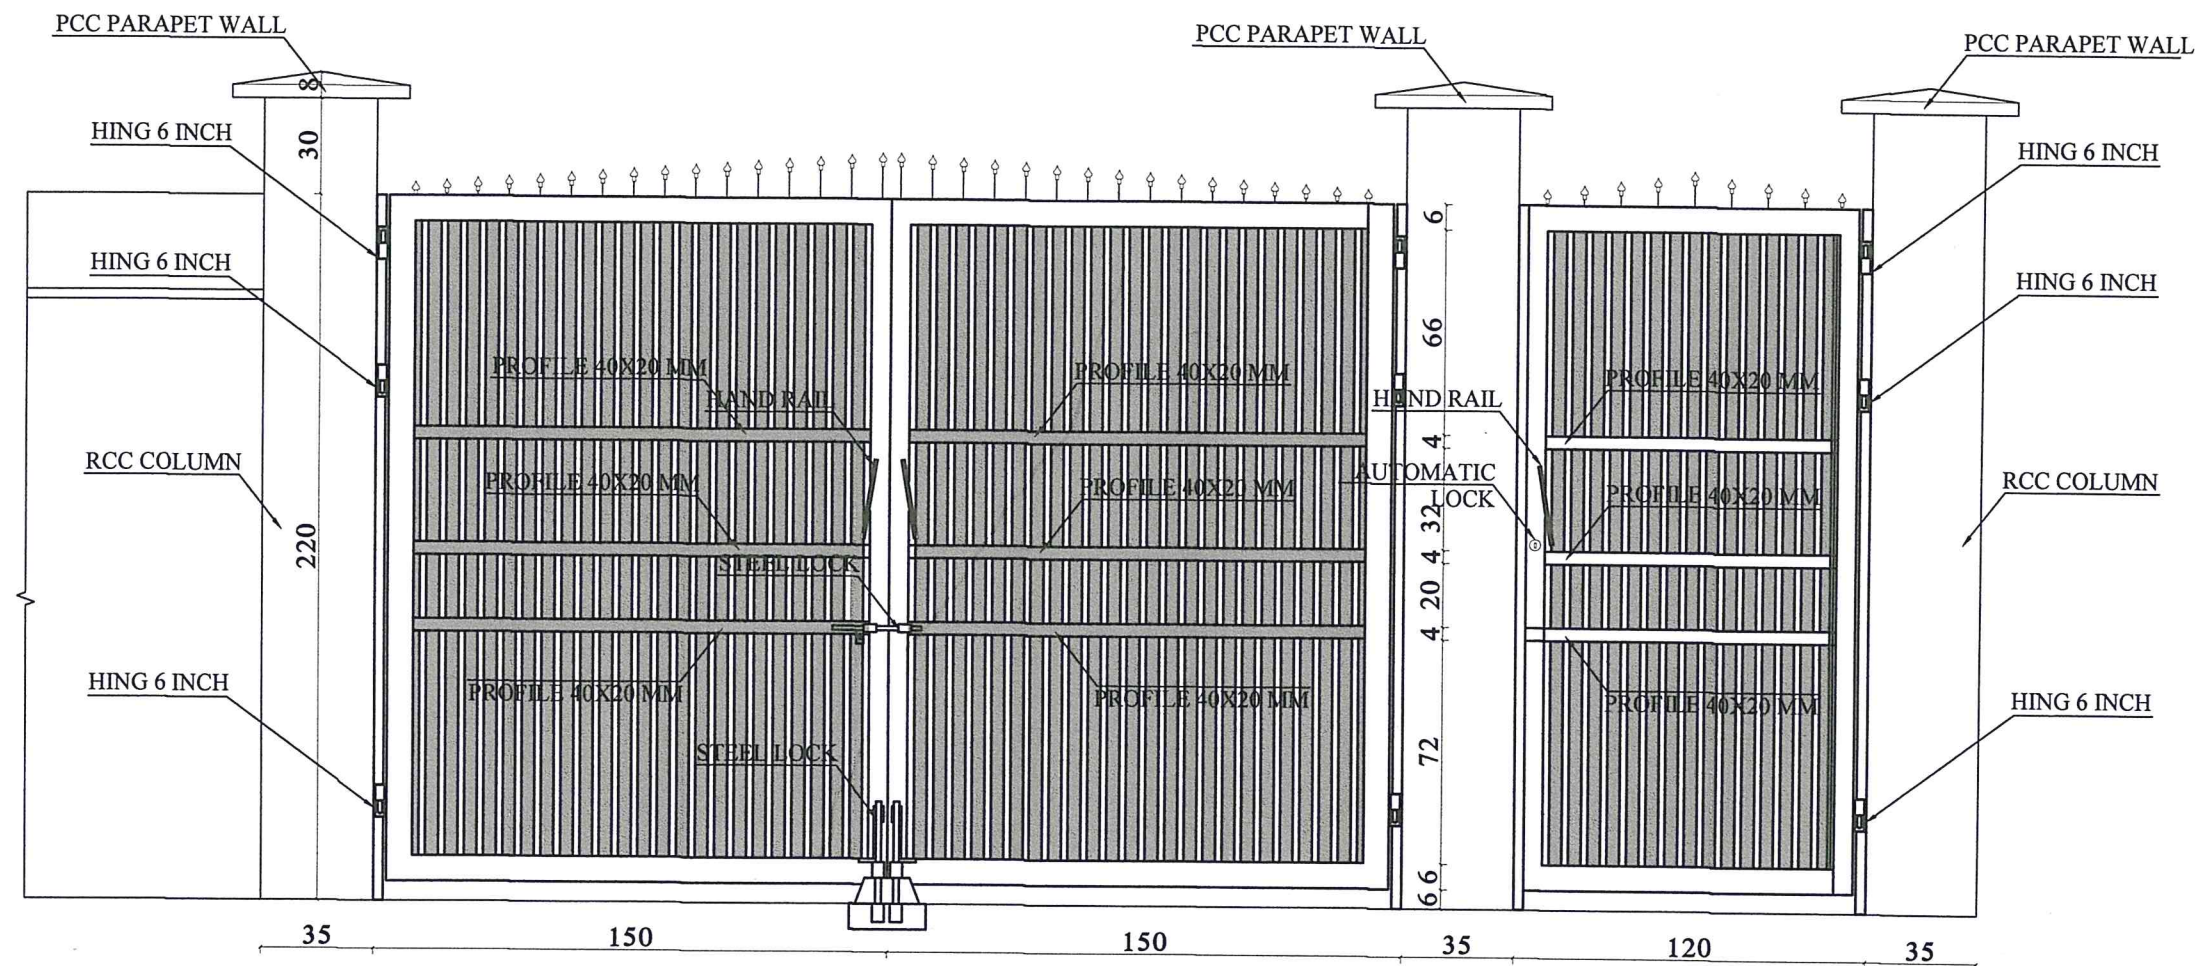 PCC PARAPET WALL
PCC PARAPET WALL
PCC PARAPET WALL
8
30
HING 6 INCH
HING 6 INCH
6
HING 6 INCH
HING 6 INCH
66
PROFILE 40X20 MM
PROFILE 40X20 MM
PROFILE 40X20 MM
HAND RAIL
HAND RAIL
4
RCC COLUMN
AUTOMATIC
LOCK
RCC COLUMN
PROFILE 40X20 MM
PROFILE 40X20 MM
PROFILE 40X20 MM
32
220
STEEL LOCK
4
20
4
HING 6 INCH
PROFILE 40X20 MM
PROFILE 40X20 MM
PROFILE 40X20 MM
HING 6 INCH
STEEL LOCK
72
6
6
35
150
150
35
120
35